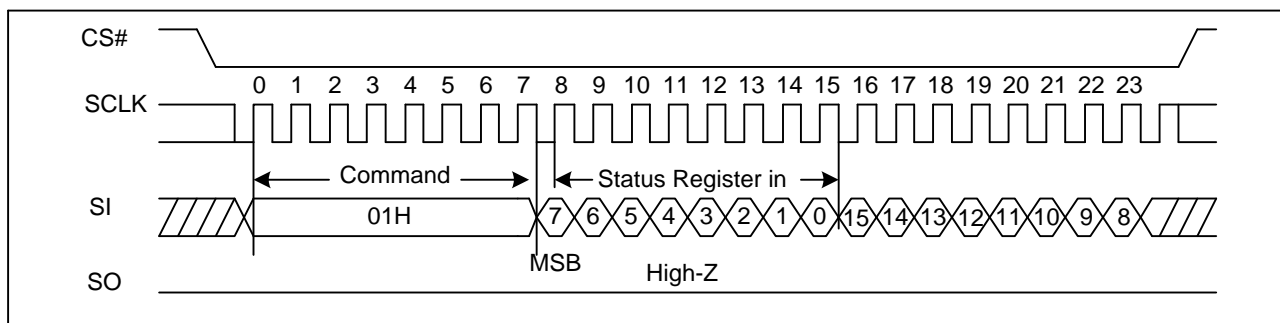 CS#
0 1 2 3 4 5 6 7 8 9 10 11 12 13 14 15 16 17 18 19 20 21 22 23
SCLK
Command Status Register in
SI 01H 7 6 5 4 3 2 1 0 15 14 13 12 11 10 9 8
MSB High-Z
SO